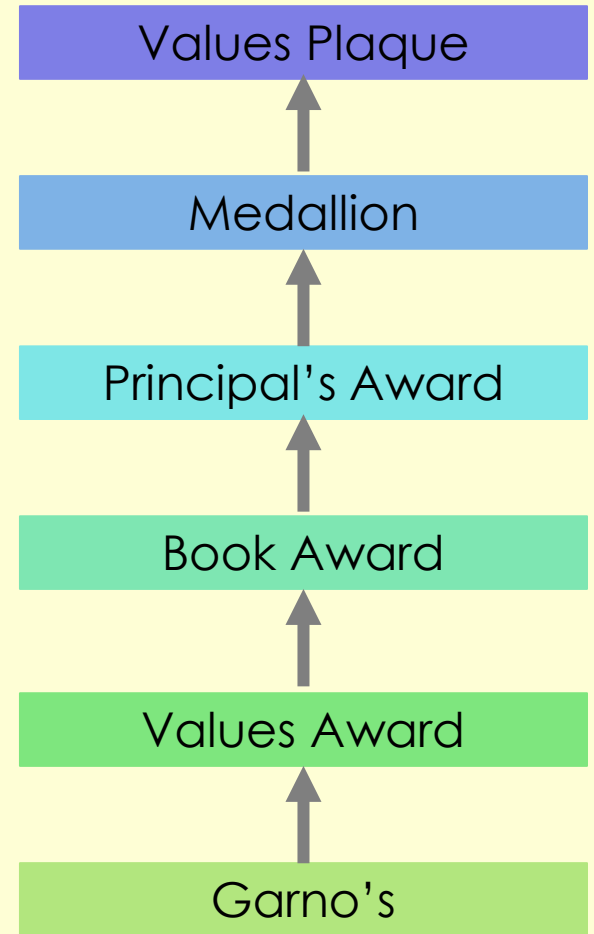 Values Plaque
Medallion
Principal’s Award
Book Award
Values Award
Garno’s